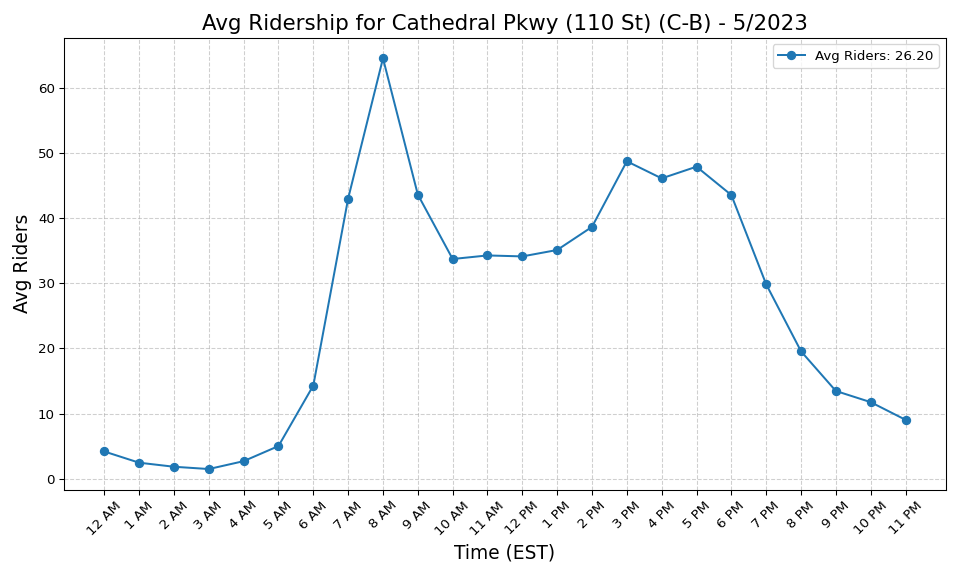 Avg Ridership for Cathedral Pkwy (110 St) (C-B) - 5/2023
Avg Riders: 26.20
Avg Riders
60
50
40
30
20
10
0
12 AM
1 AM
2 AM
3 AM
4 AM
5 AM
6 AM
7 AM
8 AM
9 AM
10 AM
11 AM
12 PM
1 PM
2 PM
3 PM
4 PM
5 PM
6 PM
7 PM
8 PM
9 PM
10 PM
11 PM
Time (EST)